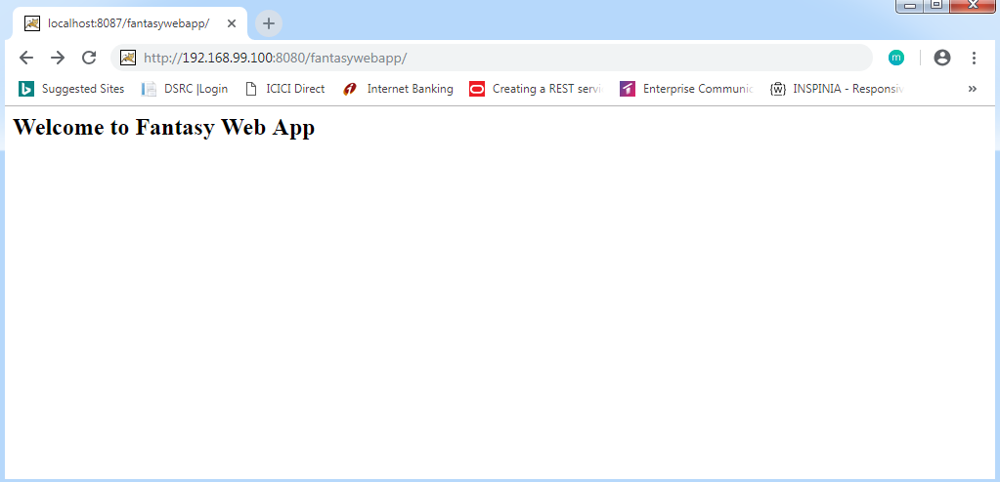 localhost:8087/fantasywebapp/
http://192.168.99.100:8080/fantasywebapp/
m
Suggested Sites DSRC |Login ICICI Direct Internet Banking Creating a REST servi Enterprise Communic INSPINIA - Responsiv »
Welcome to Fantasy Web App